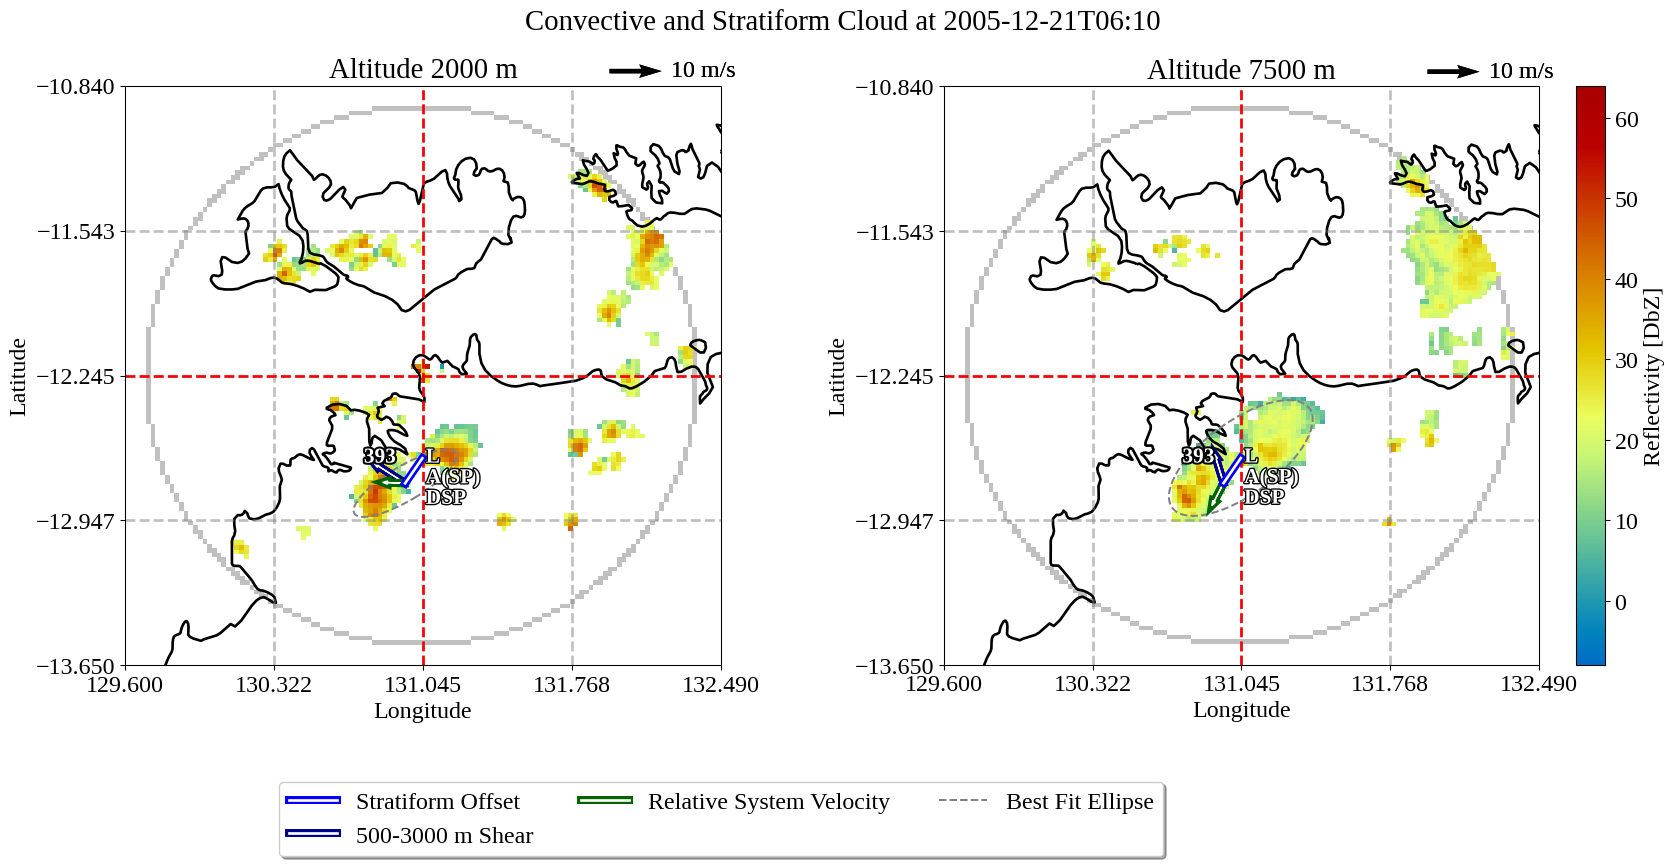 Convective and Stratiform Cloud at 2005-12-21T06:10
Altitude 2000 m
10 m/s
−10.840
−11.543
−12.245
−12.947
−13.650
129.600
130.322
131.045
131.768
132.490
Latitude
Longitude
393
L
A(SP)
DSP
Altitude 7500 m
10 m/s
−10.840
−11.543
−12.245
−12.947
−13.650
129.600
130.322
131.045
131.768
132.490
Latitude
Longitude
393
L
A(SP)
DSP
60
50
40
30
20
10
0
Reflectivity [DbZ]
Stratiform Offset
500-3000 m Shear
Relative System Velocity
Best Fit Ellipse